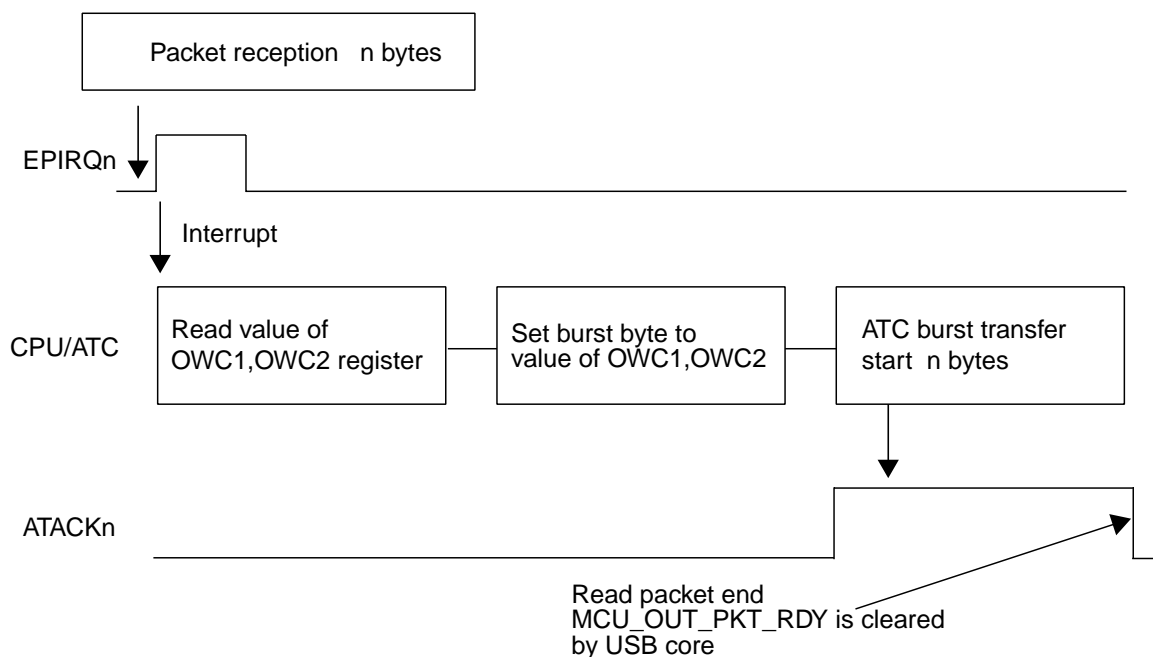 Packet reception n bytes
EPIRQn
Interrupt
CPU/ATC
Read value of
OWC1,OWC2 register
Set burst byte to
value of OWC1,OWC2
ATC burst transfer
start n bytes
ATACKn
Read packet end
MCU_OUT_PKT_RDY is cleared
by USB core